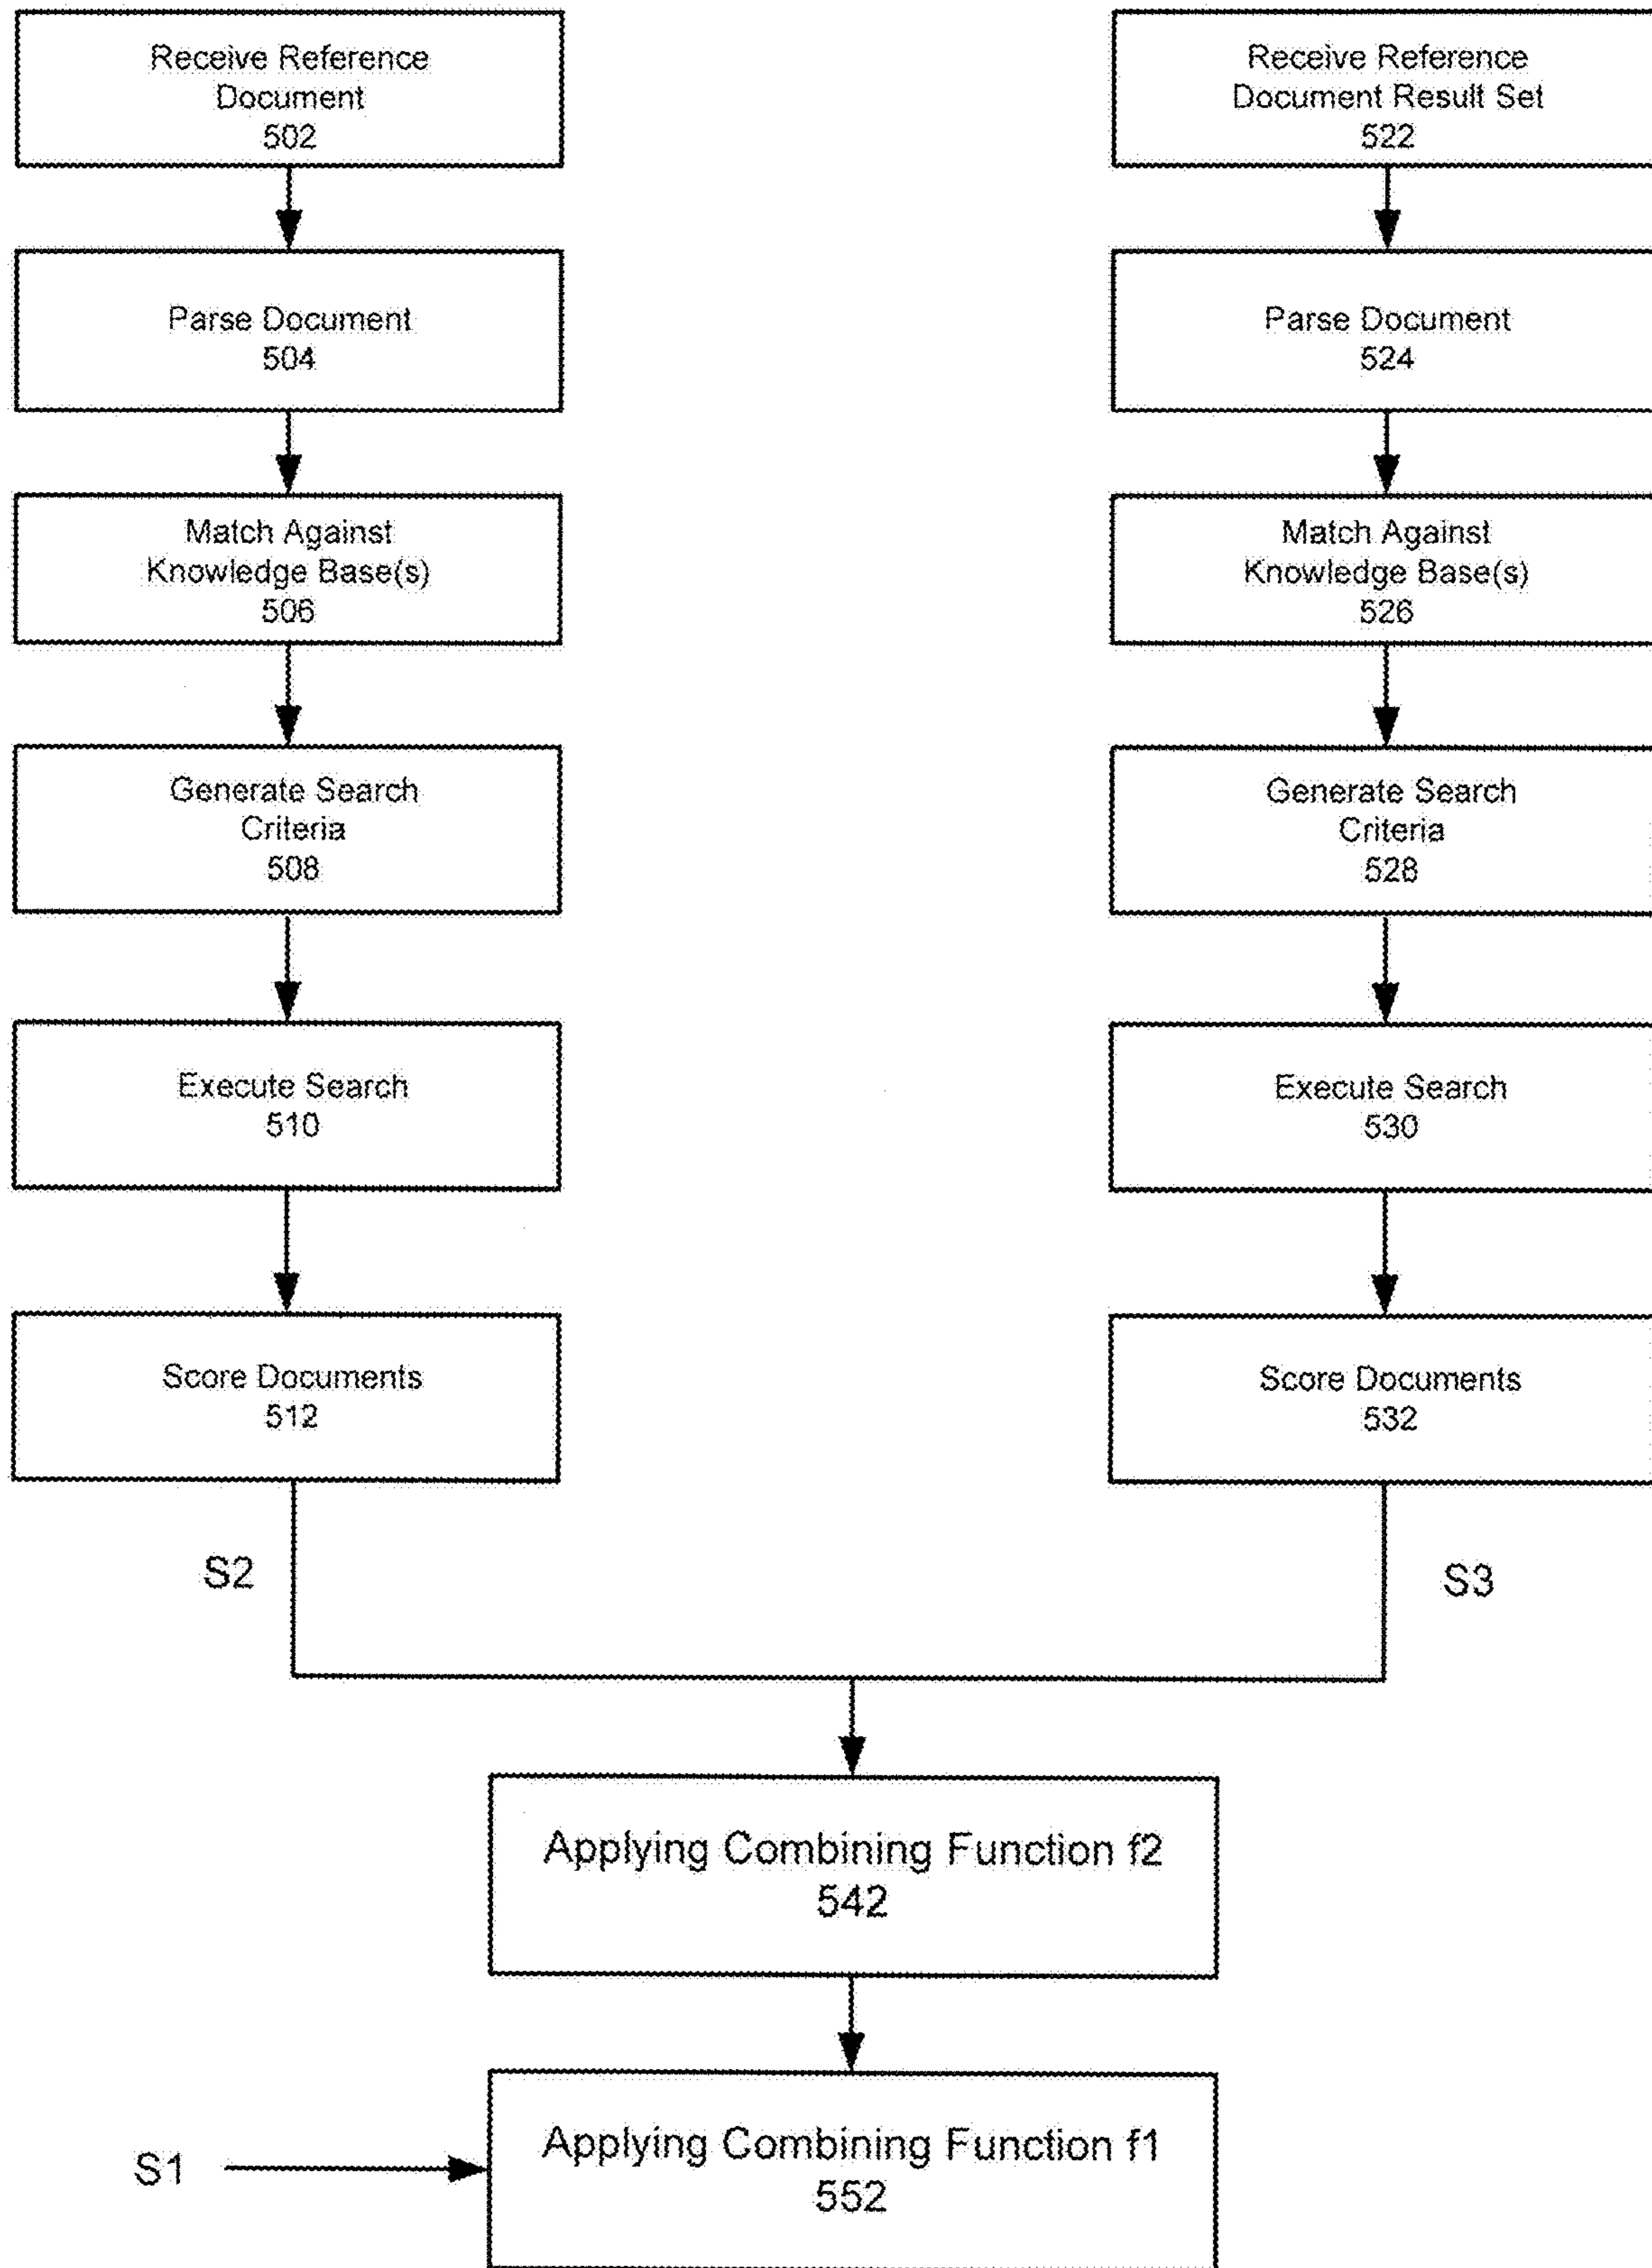 Receive Reference
Document
502
Parse Document
504
Match Against
Knowledge Base(s)
506
Generate Search
Criteria
508
Execute Search
510
Score Documents
512
S2
Receive Reference
Document Result Set
522
Parse Document
524
Match Against
Knowledge Base(s)
526
Generate Search
Criteria
528
Execute Search
530
Score Documents
532
S3
Applying Combining Function f2
542
S1
Applying Combining Function f1
552